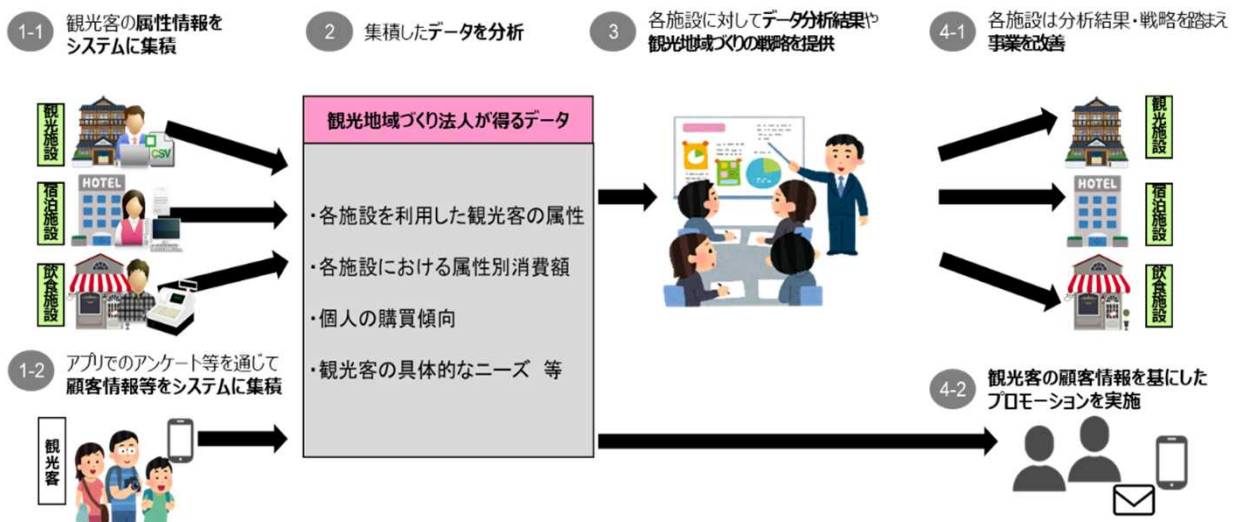 1-1
観光客の属性情報を
システムに集積
2
集積したデータを分析
3
各施設に対してデータ分析結果や
観光地域づくりの戦略を提供
4-1
各施設は分析結果・戦略を踏まえ
事業を改善
観光施設
CSV
宿泊施設
HOTEL
飲食施設
観光地域づくり法人が得るデータ
・各施設を利用した観光客の属性
・各施設における属性別消費額
・個人の購買傾向
・観光客の具体的なニーズ 等
観光施設
HOTEL
宿泊施設
飲食施設
1-2
アプリでのアンケート等を通じて
顧客情報等をシステムに集積
観光客
4-2
観光客の顧客情報を基にした
プロモーションを実施